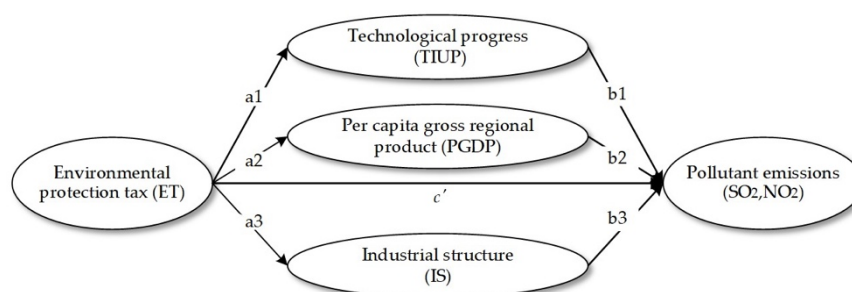 Technological progress
(TIUP)
a1
b1
Per capita gross regional
product (PGDP)
a2
b2
Environmental
protection tax (ET)
c′
Pollutant emissions
(SO2,NO2)
a3
b3
Industrial structure
(IS)